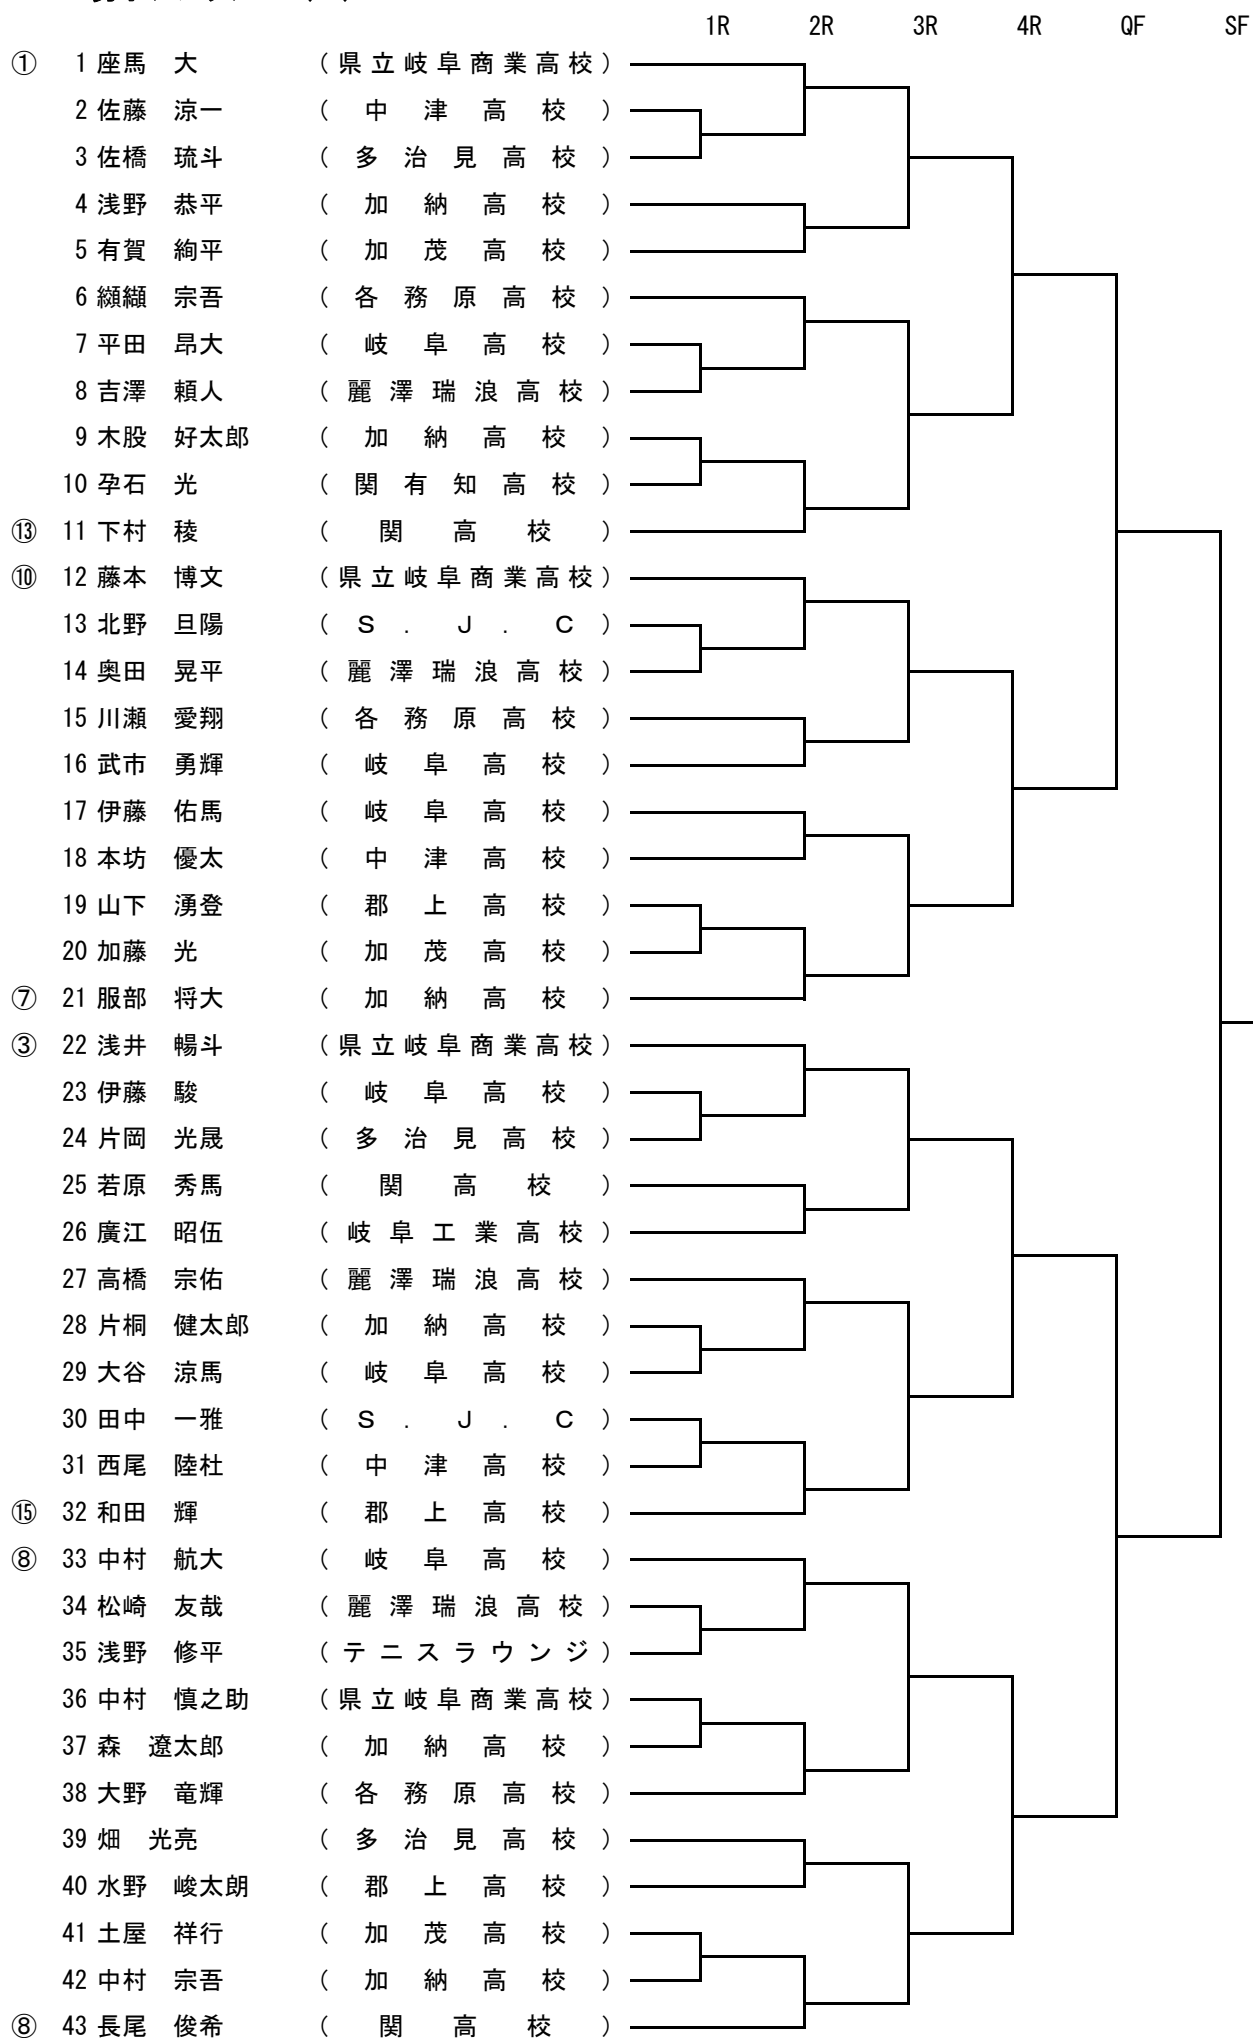 1R 2R 3R 4R QF SF
① 1 座馬 大 (県立岐阜商業高校)
2 佐藤 涼一 (中津高校)
3 佐橋 琉斗 (多治見高校)
4 浅野 恭平 (加納高校)
5 有賀 絢平 (加茂高校)
6 纐纈 宗吾 (各務原高校)
7 平田 昂大 (岐阜高校)
8 吉澤 頼人 (麗澤瑞浪高校)
9 木股 好太郎 (加納高校)
10 孕石 光 (関有知高校)
⑬ 11 下村 稜 (関高校)
⑩ 12 藤本 博文 (県立岐阜商業高校)
13 北野 旦陽 (S.J.C)
14 奥田 晃平 (麗澤瑞浪高校)
15 川瀬 愛翔 (各務原高校)
16 武市 勇輝 (岐阜高校)
17 伊藤 佑馬 (岐阜高校)
18 本坊 優太 (中津高校)
19 山下 湧登 (郡上高校)
20 加藤 光 (加茂高校)
⑦ 21 服部 将大 (加納高校)
③ 22 浅井 暢斗 (県立岐阜商業高校)
23 伊藤 駿 (岐阜高校)
24 片岡 光晟 (多治見高校)
25 若原 秀馬 (関高校)
26 廣江 昭伍 (岐阜工業高校)
27 高橋 宗佑 (麗澤瑞浪高校)
28 片桐 健太郎 (加納高校)
29 大谷 涼馬 (岐阜高校)
30 田中 一雅 (S.J.C)
31 西尾 陸杜 (中津高校)
⑮ 32 和田 輝 (郡上高校)
⑧ 33 中村 航大 (岐阜高校)
34 松崎 友哉 (麗澤瑞浪高校)
35 浅野 修平 (テニスラウンジ)
36 中村 慎之助 (県立岐阜商業高校)
37 森 遼太郎 (加納高校)
38 大野 竜輝 (各務原高校)
39 畑 光亮 (多治見高校)
40 水野 峻太朗 (郡上高校)
41 土屋 祥行 (加茂高校)
42 中村 宗吾 (加納高校)
⑧ 43 長尾 俊希 (関高校)